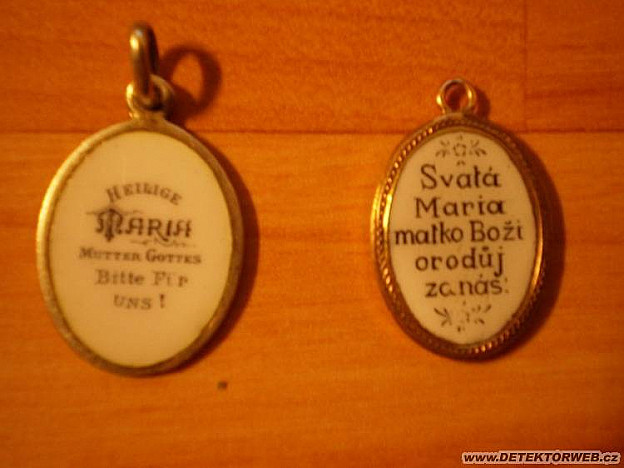 HEILIGE
MARIA
MUTTER GOTTES
Bitte Für
UNS!
Svatá
Maria
matko Boží
oroduj
za nás!
www.DETEKTORWEB.cz